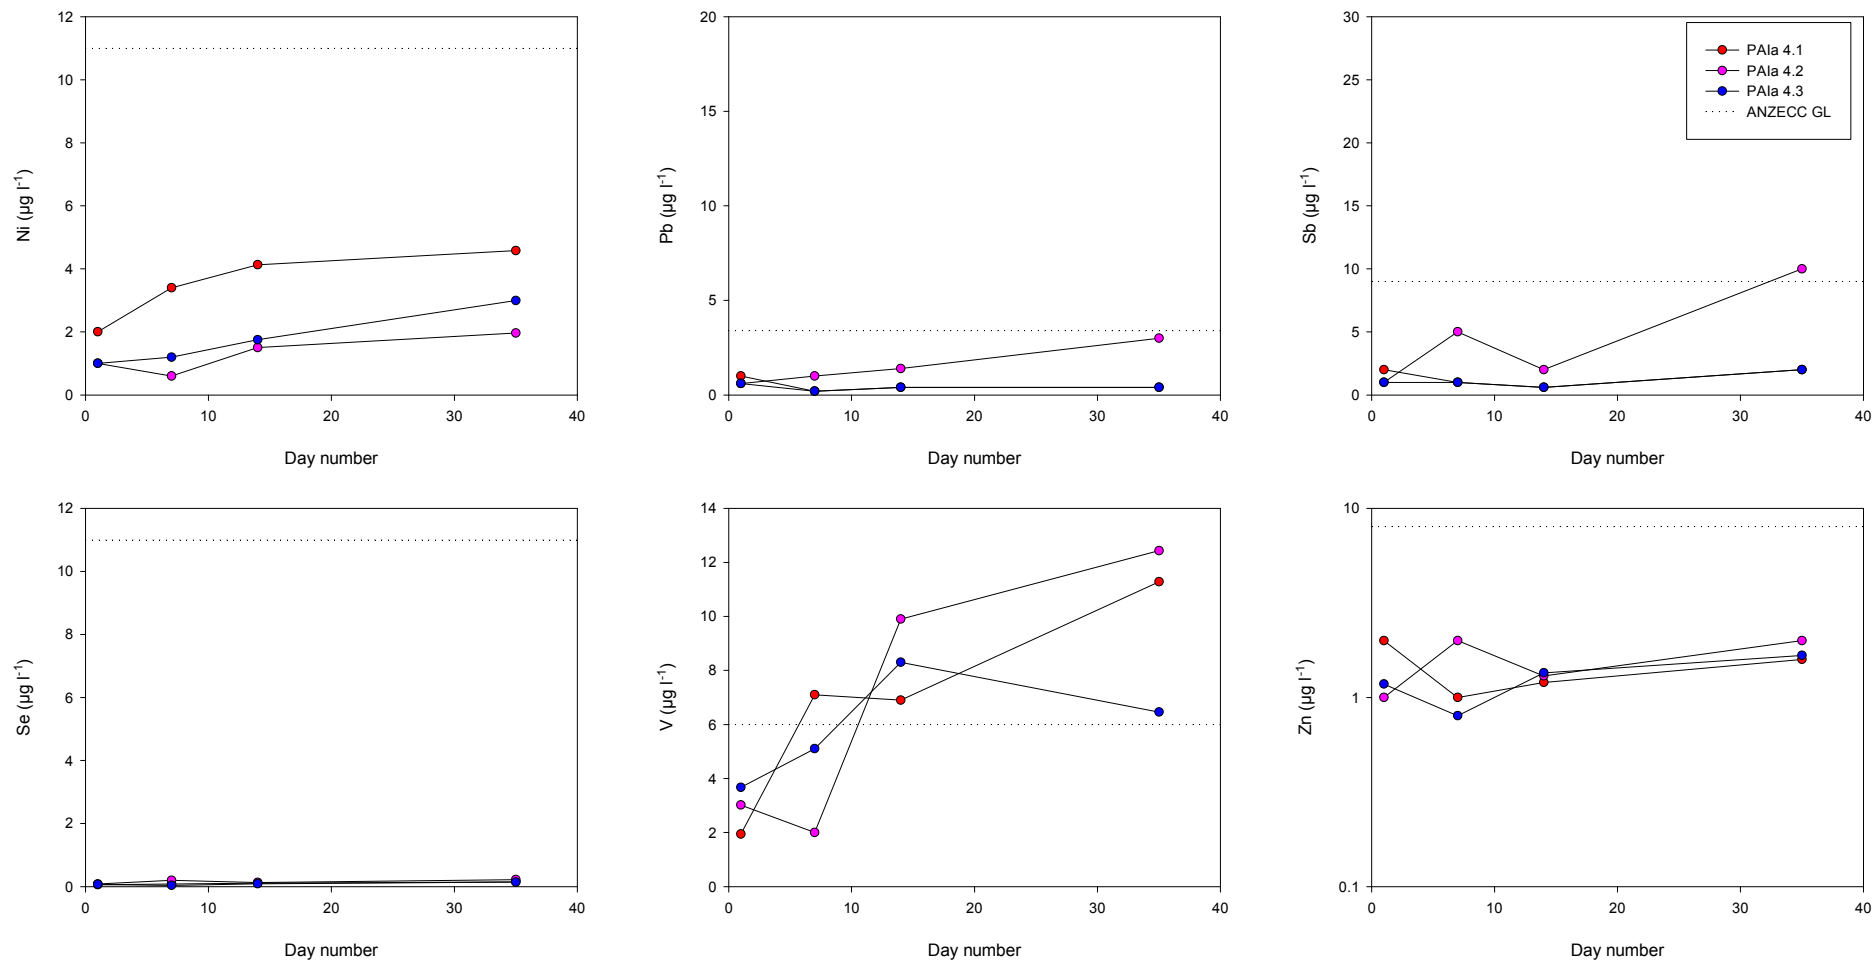 12
10
8
6
4
2
0
0 10 20 30 40
Ni (µg l-1)
Day number
20
15
10
5
0
0 10 20 30 40
Pb (µg l-1)
Day number
30
25
20
15
10
5
0
0 10 20 30 40
Sb (µg l-1)
Day number
PAIa 4.1
PAIa 4.2
PAIa 4.3
ANZECC GL
12
10
8
6
4
2
0
0 10 20 30 40
Se (µg l-1)
Day number
14
12
10
8
6
4
2
0
0 10 20 30 40
V (µg l-1)
Day number
10
1
0.1
0 10 20 30 40
Zn (µg l-1)
Day number